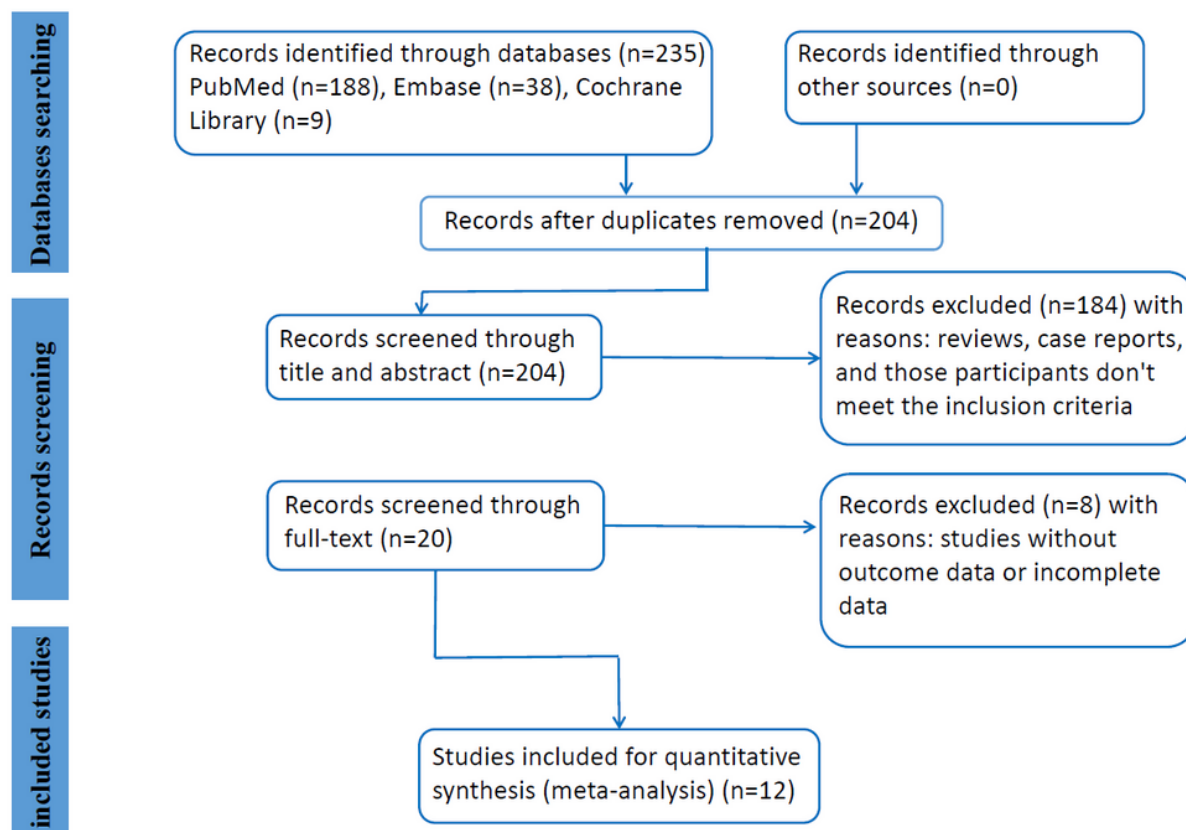 Databases searching
Records identified through databases (n=235)
PubMed (n=188), Embase (n=38), Cochrane
Library (n=9)
Records identified through
other sources (n=0)
Records after duplicates removed (n=204)
Records screening
Records screened through
title and abstract (n=204)
Records excluded (n=184) with
reasons: reviews, case reports,
and those participants don't
meet the inclusion criteria
Records screened through
full-text (n=20)
Records excluded (n=8) with
reasons: studies without
outcome data or incomplete
data
included studies
Studies included for quantitative
synthesis (meta-analysis) (n=12)